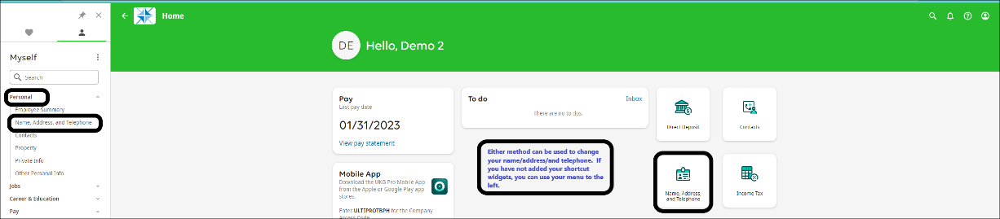 Home
DE
Hello, Demo 2
Myself
Search
Personal
Employee Summary
Name, Address, and Telephone
Contacts
Property
Private Info
Other Personal Info
Jobs
Career & Education
Pay
Pay
Last pay date
01/31/2023
View pay statement
Mobile App
Download the UKG Pro Mobile App
from the Apple or Google Play app
stores.
Enter ULTIPROTBPH for the Company
Access Code
To do
Inbox
There are no to dos.
Either method can be used to change
your name/address/and telephone. If
you have not added your shortcut
widgets, you can use your menu to the
left.
Direct Deposit
Contacts
Name, Address,
and Telephone
Income Tax